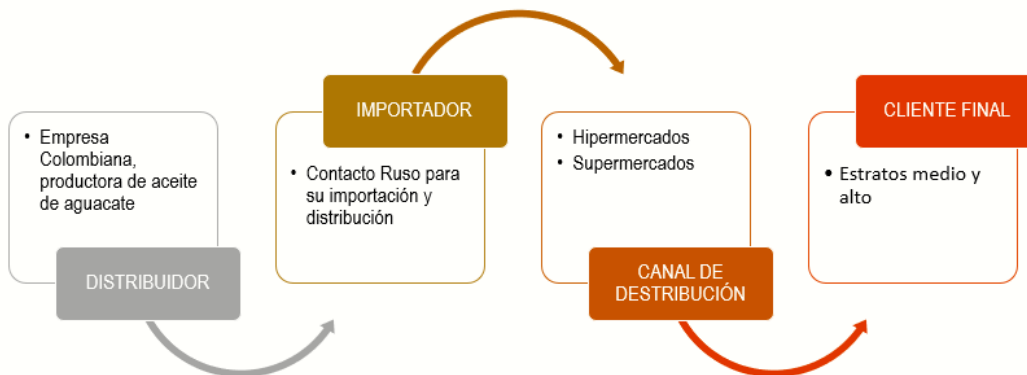 • Empresa
Colombiana,
productora de aceite
de aguacate
DISTRIBUIDOR
IMPORTADOR
• Contacto Ruso para
su importación y
distribución
• Hipermercados
• Supermercados
CANAL DE
DESTRIBUCIÓN
CLIENTE FINAL
• Estratos medio y
alto